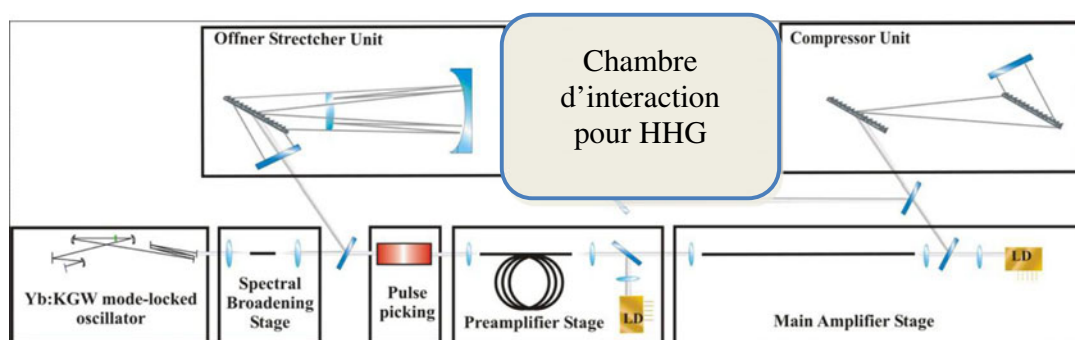 Offner Strectcher Unit
Chambre
d'interaction
pour HHG
Compressor Unit
Yb:KGW mode-locked
oscillator
Spectral
Broadening
Stage
Pulse
picking
LD
Preamplifier Stage
LD
Main Amplifier Stage